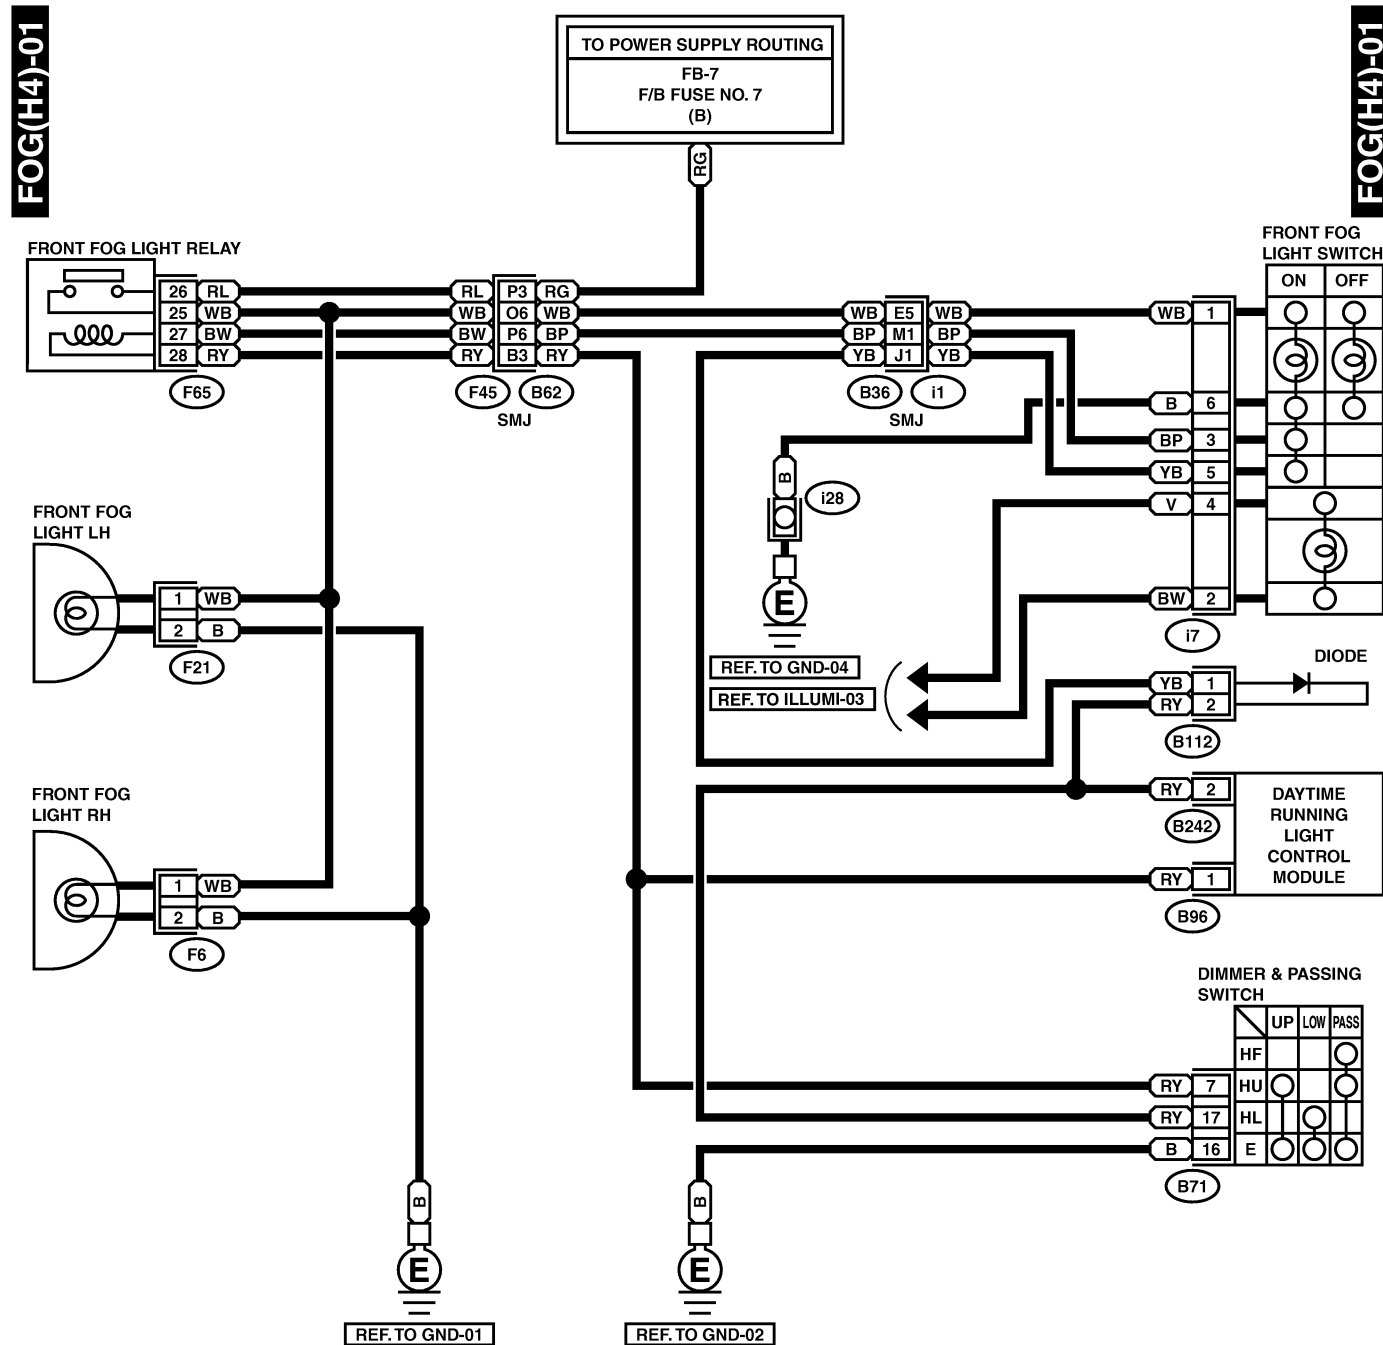 FOG(H4)-01
FOG(H4)-01
TO POWER SUPPLY ROUTING
FB-7
F/B FUSE NO. 7
(B)
RG
FRONT FOG LIGHT RELAY
26 RL
25 WB
27 BW
28 RY
F65
RL P3 RG
WB O6 WB
BW P6 BP
RY B3 RY
F45 B62
SMJ
WB E5 WB
BP M1 BP
YB J1 YB
B36 i1
SMJ
FRONT FOG
LIGHT SWITCH
ON OFF
WB 1
B 6
BP 3
YB 5
V 4
BW 2
i7
B
i28
E
REF. TO GND-04
REF. TO ILLUMI-03
FRONT FOG
LIGHT LH
1 WB
2 B
F21
DIODE
YB 1
RY 2
B112
FRONT FOG
LIGHT RH
1 WB
2 B
F6
RY 2
B242
RY 1
B96
DAYTIME
RUNNING
LIGHT
CONTROL
MODULE
DIMMER & PASSING
SWITCH
UP LOW PASS
HF
RY 7 HU
RY 17 HL
B 16 E
B71
B
E
REF. TO GND-01
B
E
REF. TO GND-02